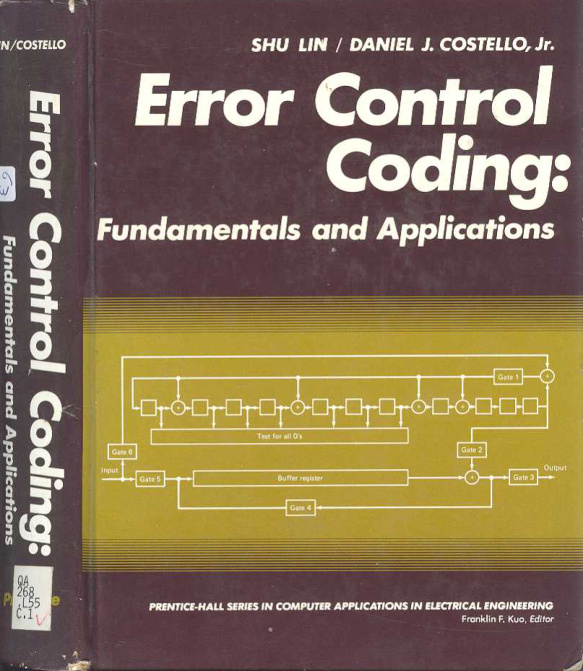 N/COSTELLO
Error Control Coding:
Fundamentals and Applications
QA
268
.L55
C.1
SHU LIN / DANIEL J. COSTELLO, Jr.
Error Control
Coding:
Fundamentals and Applications
Gate 1
Test for all 0's
Gate 6
Gate 2
Input
Gate 5
Buffer register
Gate 3
Output
Gate 4
PRENTICE-HALL SERIES IN COMPUTER APPLICATIONS IN ELECTRICAL ENGINEERING
Franklin F. Kuo, Editor